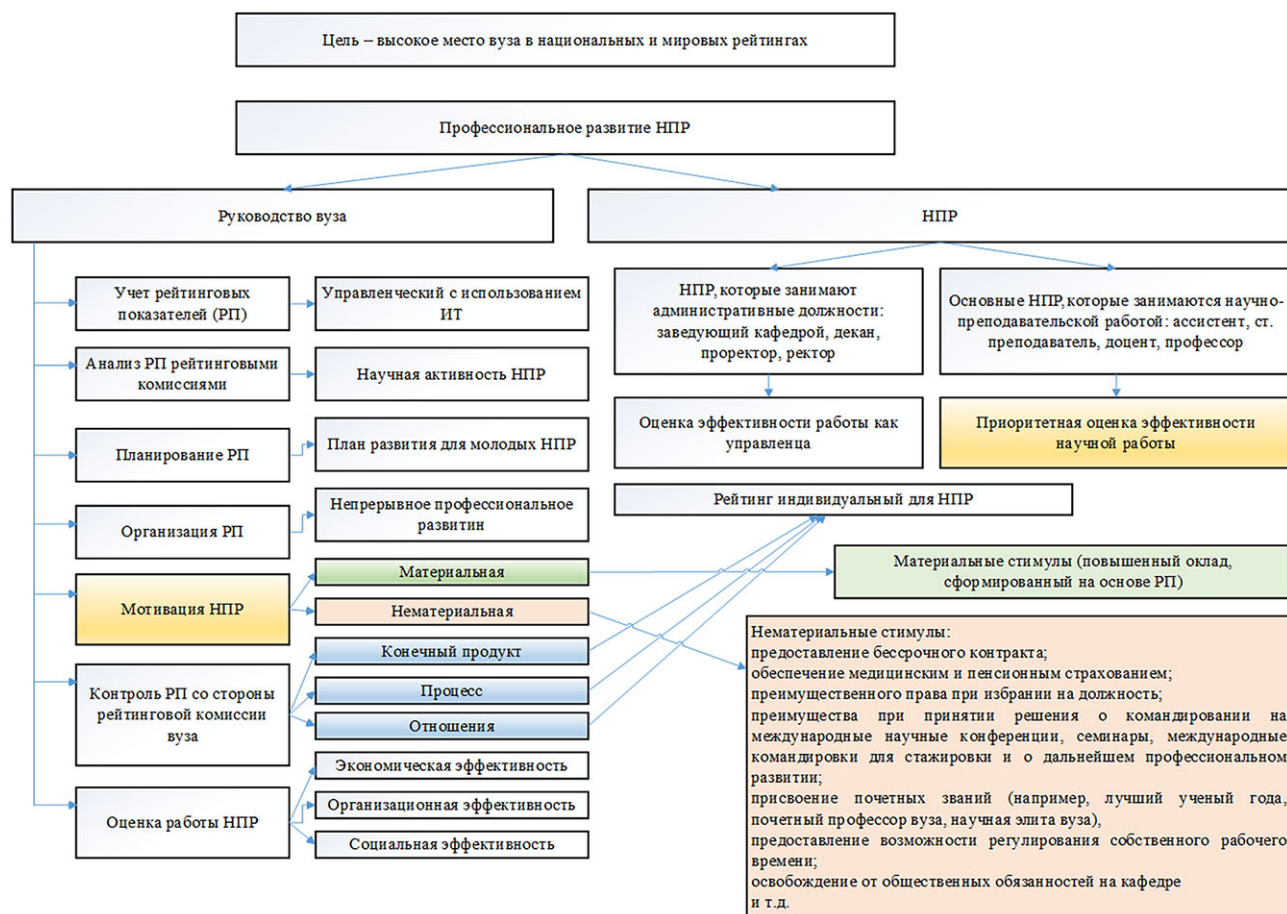 Цель – высокое место вуза в национальных и мировых рейтингах
Профессиональное развитие НПР
Руководство вуза
НПР
Учет рейтинговых
показателей (РП)
Управленческий с использованием
ИТ
Анализ РП рейтинговыми
комиссиями
Научная активность НПР
Планирование РП
План развития для молодых НПР
Организация РП
Непрерывное профессиональное
развитин
Мотивация НПР
Материальная
Нематериальная
Контроль РП со стороны
рейтинговой комиссии
вуза
Конечный продукт
Процесс
Отношения
Оценка работы НПР
Экономическая эффективность
Организационная эффективность
Социальная эффективность
НПР, которые занимают
административные должности:
заведующий кафедрой, декан,
проректор, ректор
Основные НПР, которые занимаются научно-
преподавательской работой: ассистент, ст.
преподаватель, доцент, профессор
Оценка эффективности работы как
управленца
Приоритетная оценка эффективности
научной работы
Рейтинг индивидуальный для НПР
Материальные стимулы (повышенный оклад,
сформированный на основе РП)
Нематериальные стимулы:
предоставление бессрочного контракта;
обеспечение медицинским и пенсионным страхованием;
преимущественного права при избрании на должность;
преимущества при принятии решения о командировании на
международные научные конференции, семинары, международные
командировки для стажировки и о дальнейшем профессиональном
развитии;
присвоение почетных званий (например, лучший ученый года,
почетный профессор вуза, научная элита вуза),
предоставление возможности регулирования собственного рабочего
времени;
освобождение от общественных обязанностей на кафедре
и т.д.